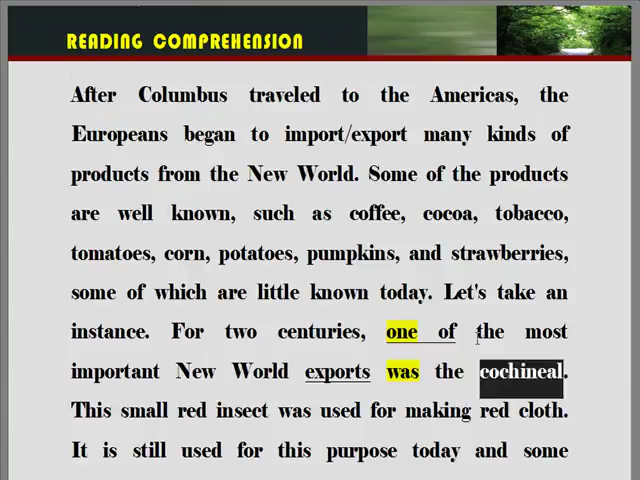 READING COMPREHENSION
After Columbus traveled to the Americas, the
Europeans began to import/export many kinds of
products from the New World. Some of the products
are well known, such as coffee, cocoa, tobacco,
tomatoes, corn, potatoes, pumpkins, and strawberries,
some of which are little known today. Let's take an
instance. For two centuries, one of the most
important New World exports was the cochineal.
This small red insect was used for making red cloth.
It is still used for this purpose today and some